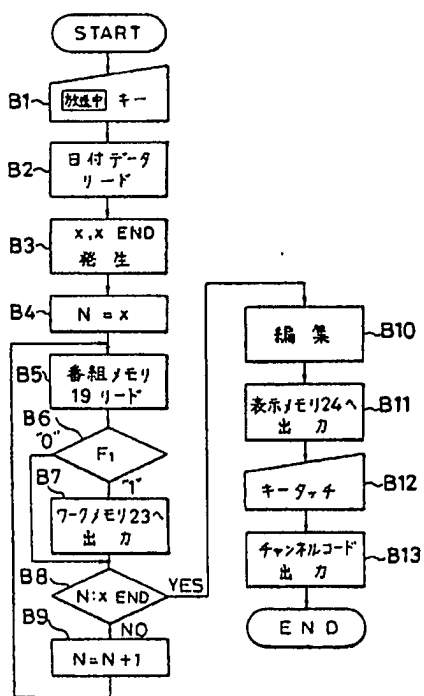 START
B1
放送中 キー
B2
日付データ
リード
B3
x, x END
発生
B4
N = x
B5
番組メモリ
19 リード
B6
"0"
F1
"1"
B7
ワークメモリ23へ
出力
B8
N:x END
YES
NO
B9
N=N+1
編集
B10
表示メモリ24へ
出力
B11
キータッチ
B12
チャンネルコード
出力
B13
END